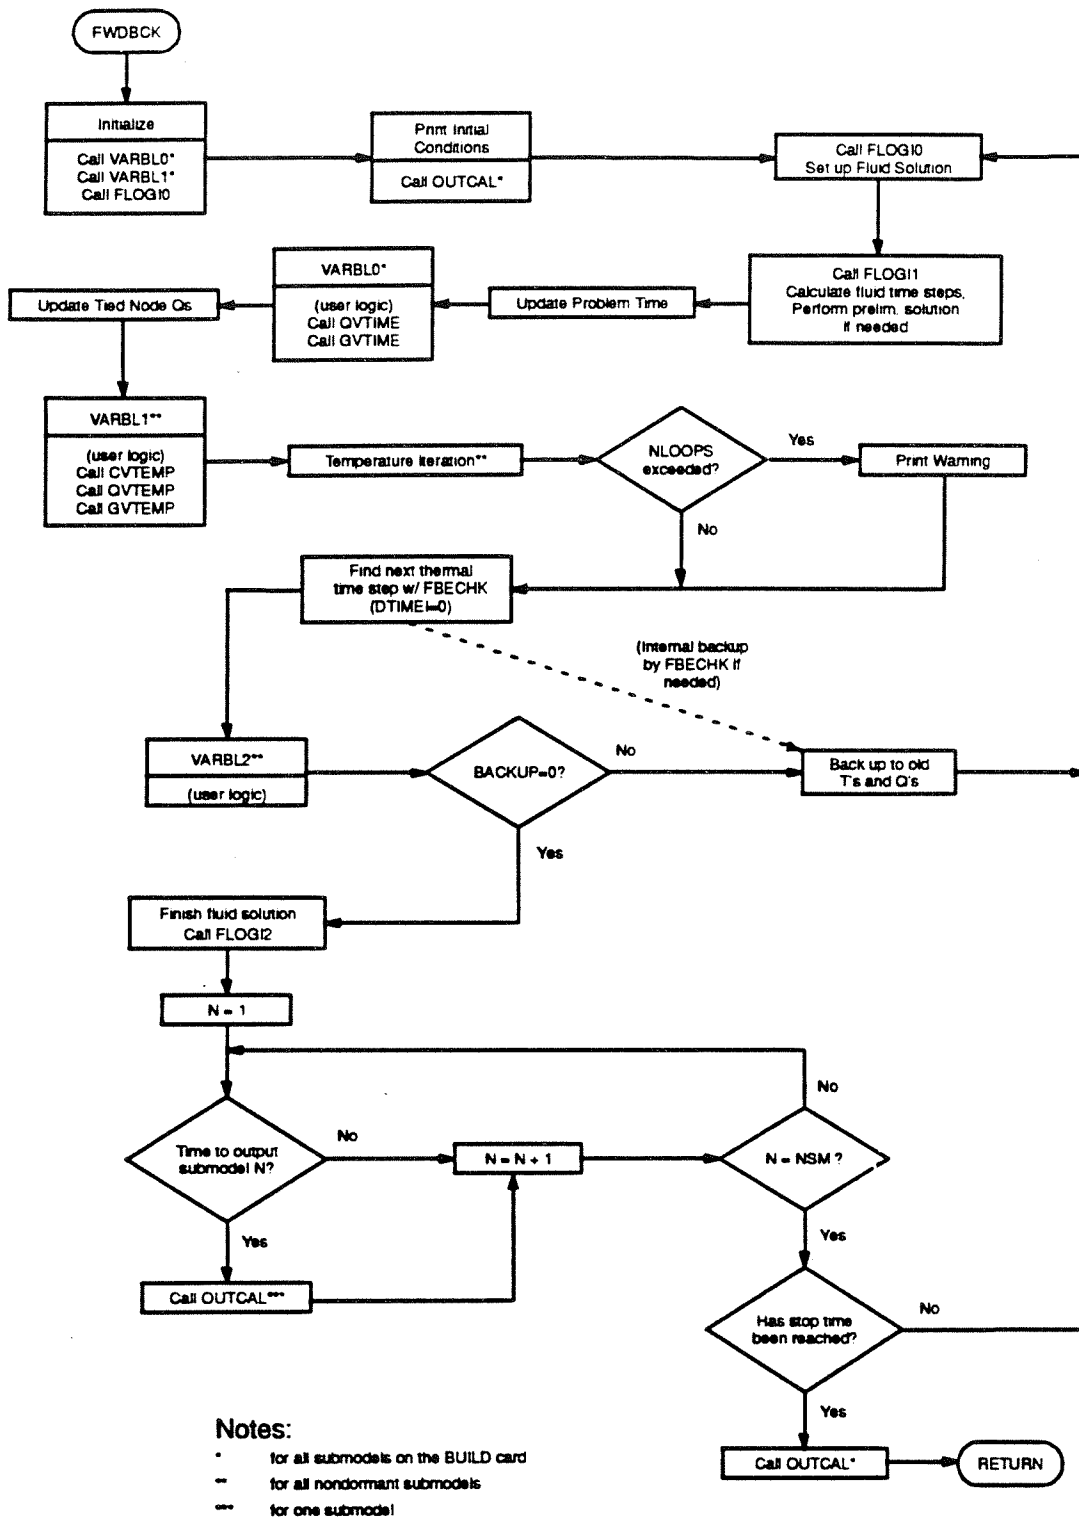 FWDBCK
Initialize
Call VARBL0*
Call VARBL1*
Call FLOGI0
Print Initial
Conditions
Call OUTCAL*
Call FLOGI0
Set up Fluid Solution
Call FLOGI1
Calculate fluid time steps,
Perform prelim. solution
if needed
Update Problem Time
VARBL0*
(user logic)
Call QVTIME
Call GVTIME
Update Tied Node Qs
VARBL1**
(user logic)
Call CVTEMP
Call QVTEMP
Call GVTEMP
Temperature Iteration**
NLOOPS
exceeded?
Yes
Print Warning
No
Find next thermal
time step w/ FBECHK
(DTIMEI=0)
(Internal backup
by FBECHK if
needed)
VARBL2**
(user logic)
BACKUP=0?
No
Back up to old
T's and Q's
Yes
Finish fluid solution
Call FLOGI2
N = 1
No
Time to output
submodel N?
No
N = N + 1
N = NSM ?
Yes
Yes
Call OUTCAL***
Has stop time
been reached?
No
Yes
Call OUTCAL*
RETURN
Notes:
* for all submodels on the BUILD card
** for all nondormant submodels
*** for one submodel